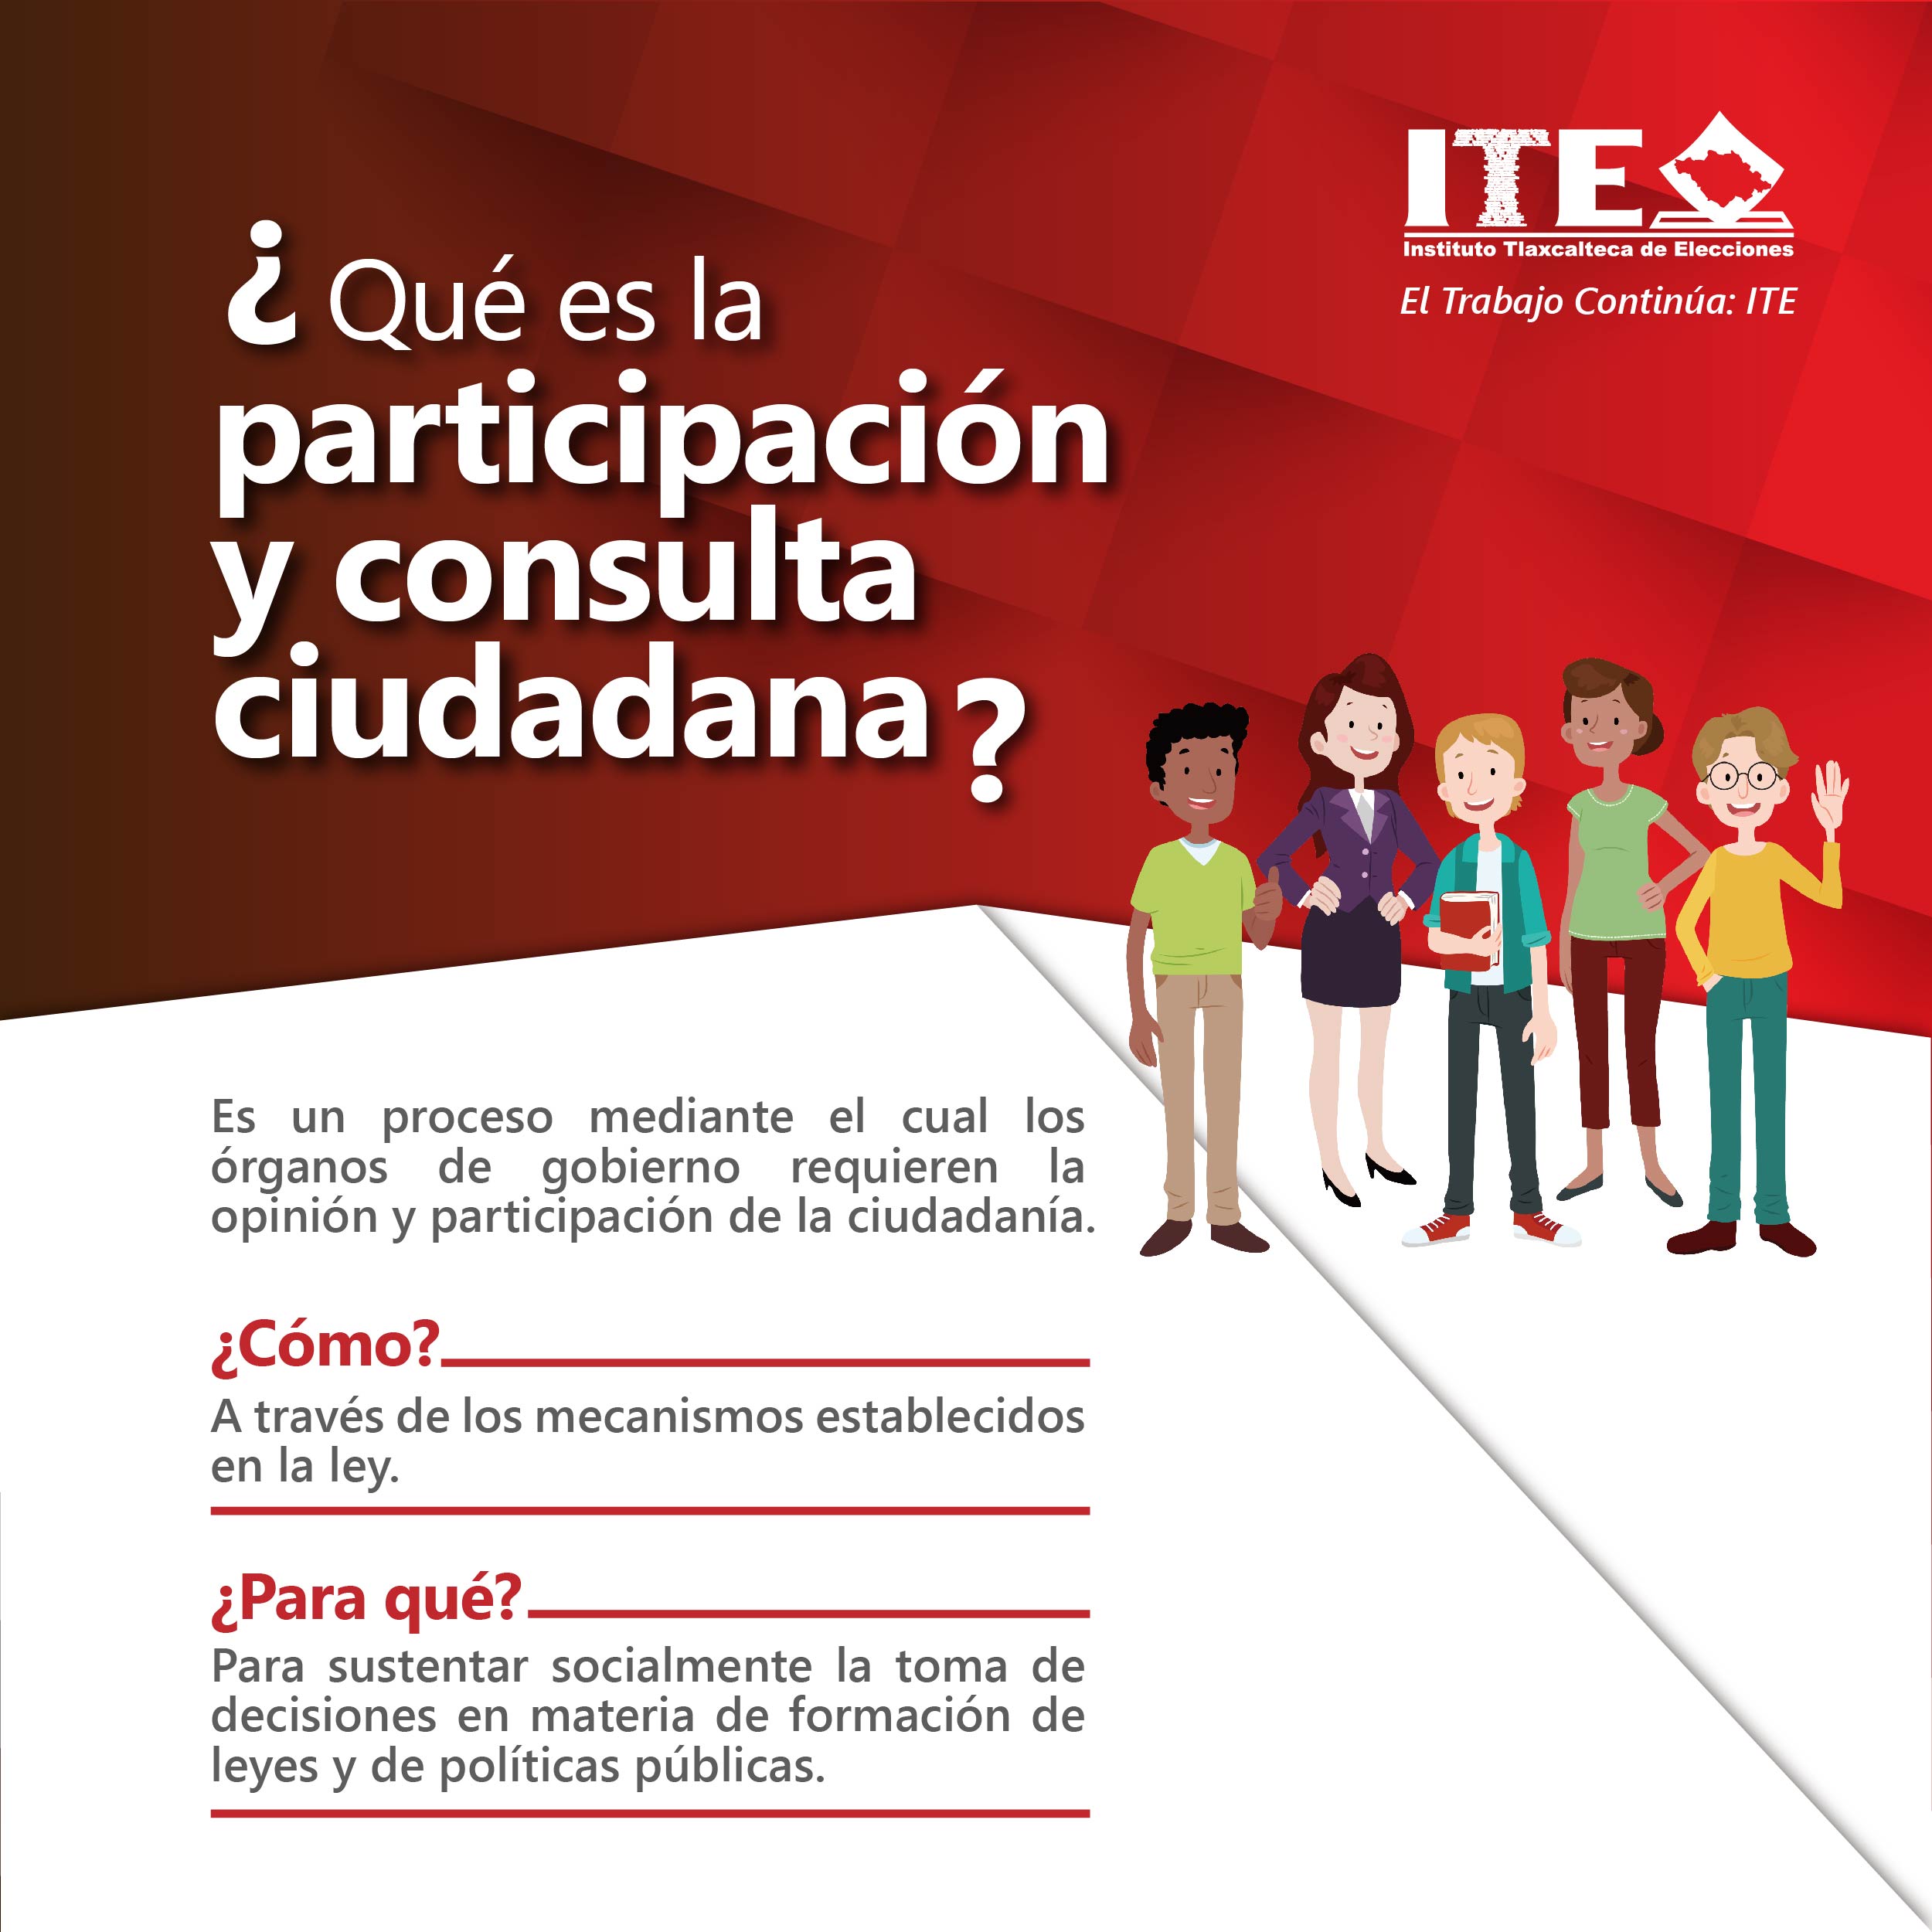 ITE
Instituto Tlaxcalteca de Elecciones
El Trabajo Continúa: ITE
¿Qué es la
participación
y consulta
ciudadana?
Es un proceso mediante el cual los
órganos de gobierno requieren la
opinión y participación de la ciudadanía.
¿Cómo?
A través de los mecanismos establecidos
en la ley.
¿Para qué?
Para sustentar socialmente la toma de
decisiones en materia de formación de
leyes y de políticas públicas.